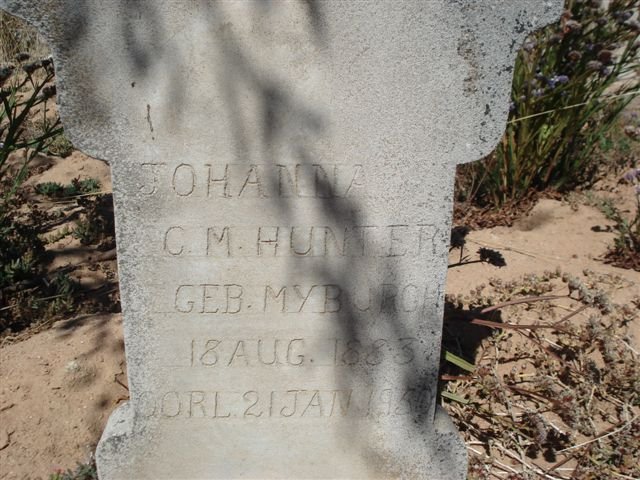 JOHANNA
C.M. HUNTER
GEB. MYBURGH
18 AUG. 1883
OORL 21 JAN